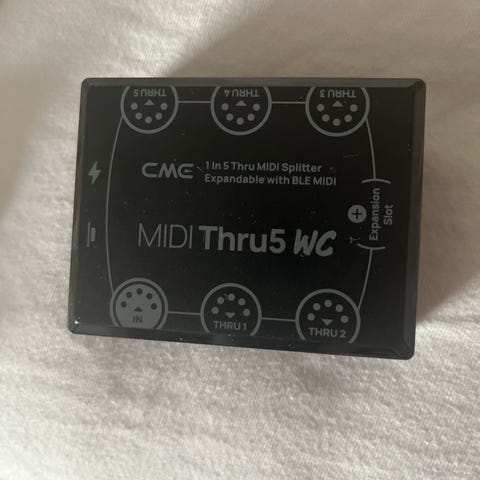 THRU 5
THRU 4
THRU 3
CME
1 In 5 Thru MIDI Splitter
Expandable with BLE MIDI
MIDI Thru5 WC
Expansion
Slot
IN
THRU 1
THRU 2